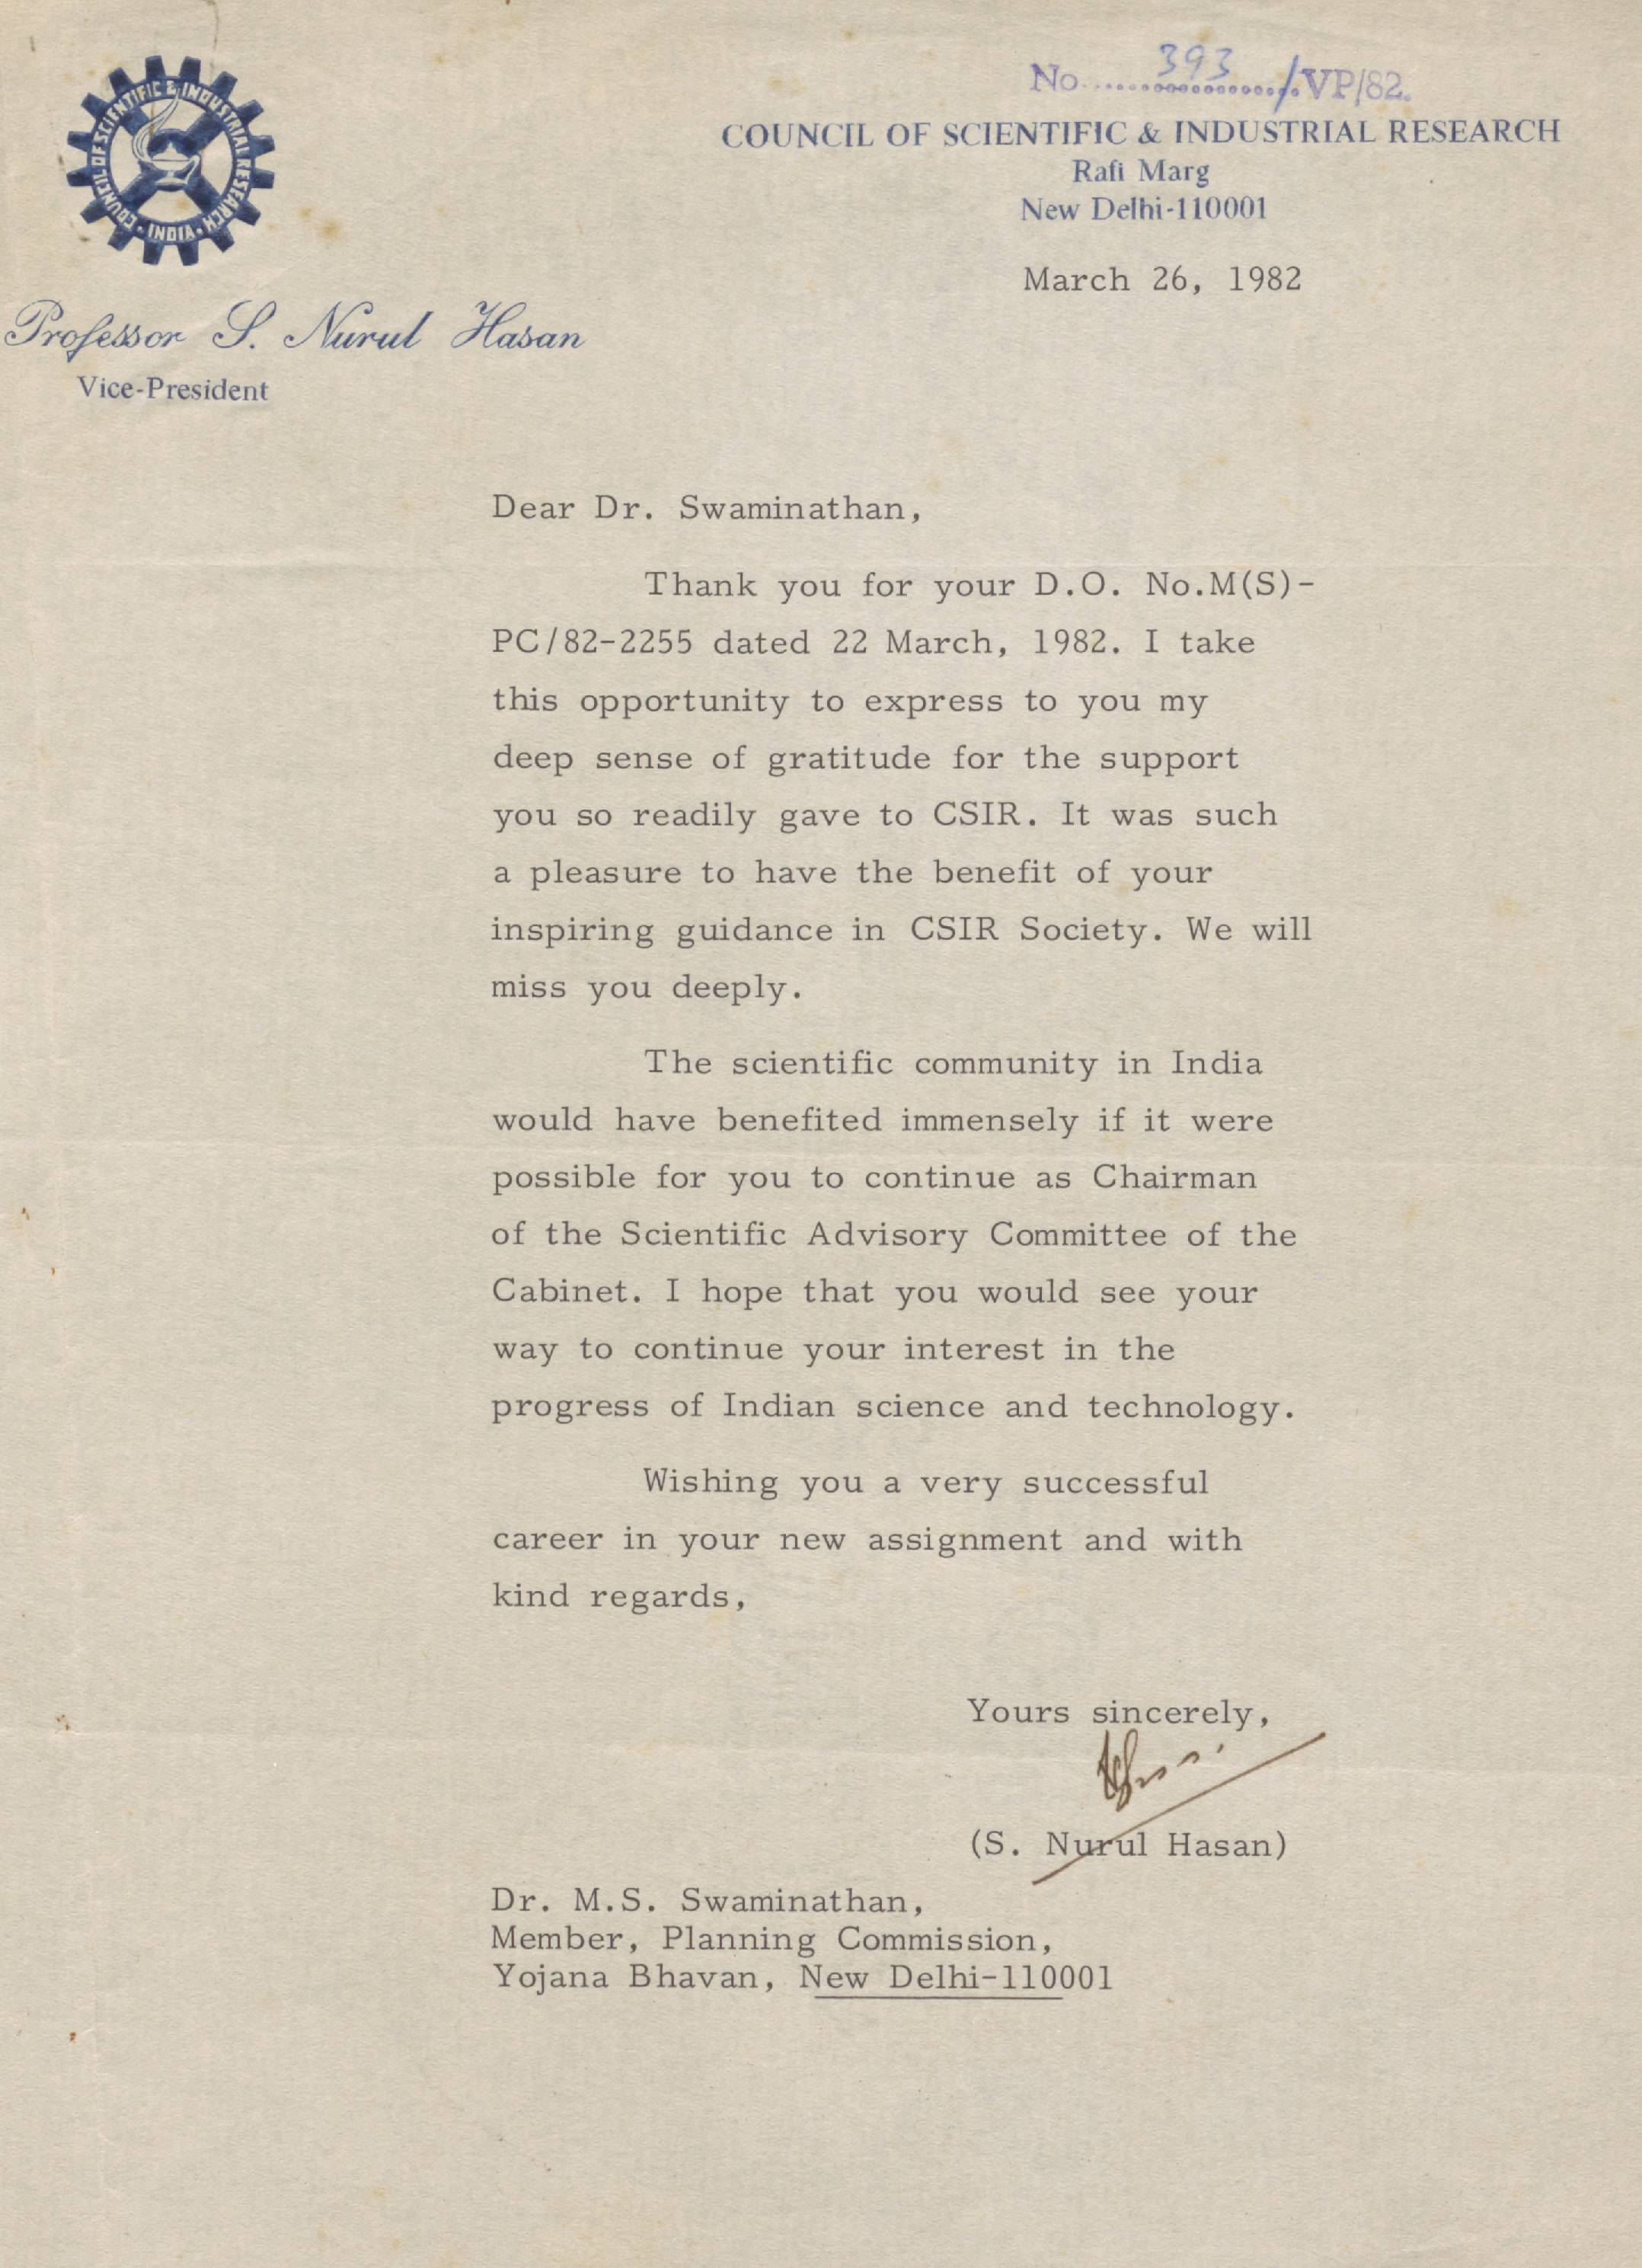 No. 393/VP/82.
COUNCIL OF SCIENTIFIC & INDUSTRIAL RESEARCH
Rafi Marg
New Delhi-110001
March 26, 1982
COUNCIL OF SCIENTIFIC & INDUSTRIAL RESEARCH
• INDIA •
Professor S. Nurul Hasan
Vice-President
Dear Dr. Swaminathan,
Thank you for your D.O. No.M(S)-
PC/82-2255 dated 22 March, 1982. I take
this opportunity to express to you my
deep sense of gratitude for the support
you so readily gave to CSIR. It was such
a pleasure to have the benefit of your
inspiring guidance in CSIR Society. We will
miss you deeply.
The scientific community in India
would have benefited immensely if it were
possible for you to continue as Chairman
of the Scientific Advisory Committee of the
Cabinet. I hope that you would see your
way to continue your interest in the
progress of Indian science and technology.
Wishing you a very successful
career in your new assignment and with
kind regards,
Yours sincerely,
(S. Nurul Hasan)
Dr. M.S. Swaminathan,
Member, Planning Commission,
Yojana Bhavan, New Delhi-110001